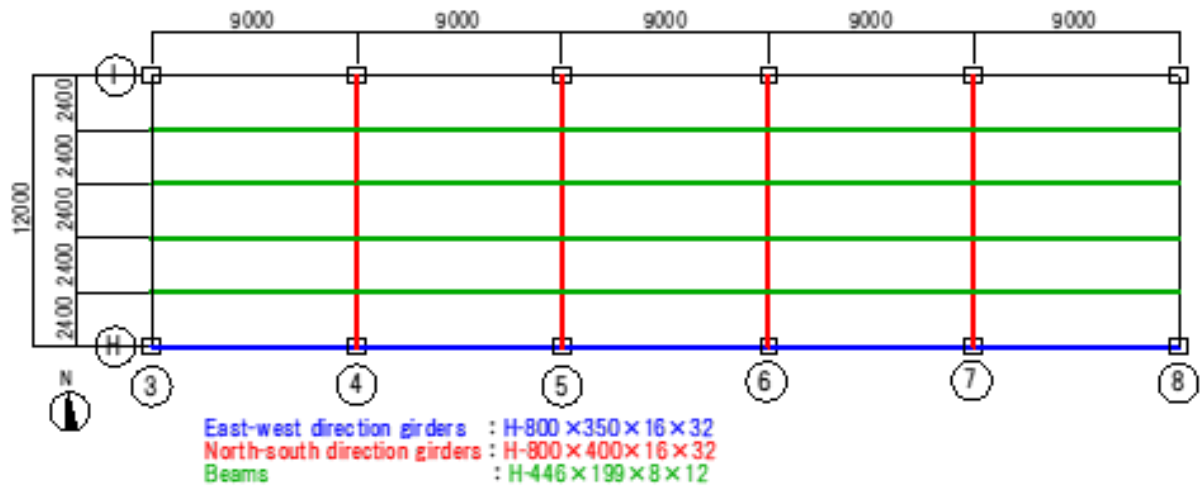 9000 9000 9000 9000 9000
I
2400
2400
2400
2400
2400
12000
H
N
3 4 5 6 7 8
East-west direction girders : H-800×350×16×32
North-south direction girders : H-800×400×16×32
Beams : H-446×199×8×12